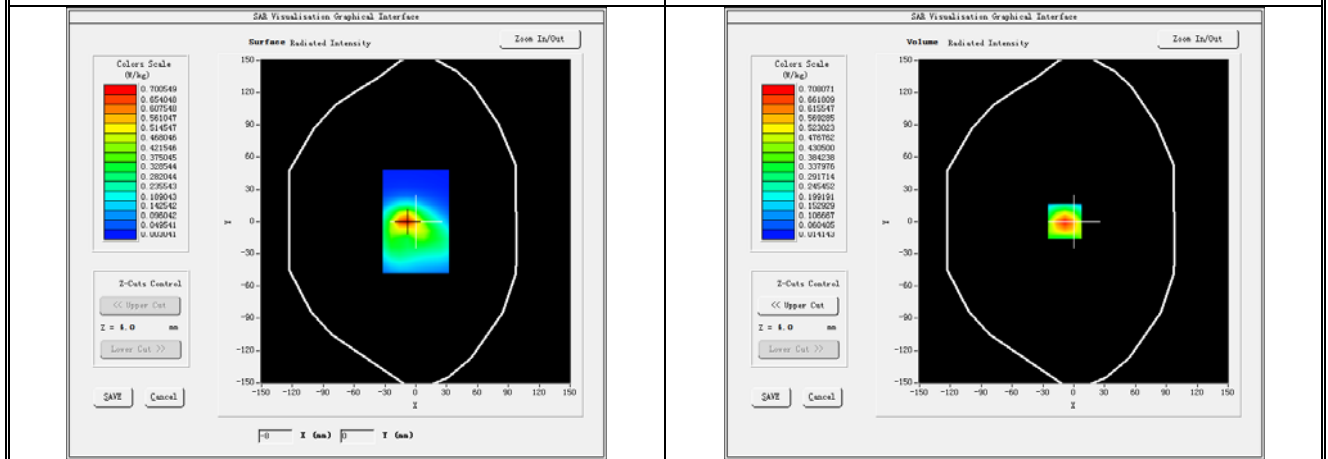 SAR Visualisation Graphical Interface
Surface Radiated Intensity
Zoom In/Out
Colors Scale
(W/kg)
0.700549
0.654048
0.607548
0.561047
0.514547
0.468046
0.421546
0.375045
0.328544
0.282044
0.235543
0.189043
0.142542
0.096042
0.049541
0.003041
150
120
90
60
30
0
-30
-60
-90
-120
-150
Y
-150 -120 -90 -60 -30 0 30 60 90 120 150
X
Z-Cuts Control
<< Upper Cut
Z = 4.0 mm
Lower Cut >>
SAVE Cancel
-8 X (mm) 0 Y (mm)
SAR Visualisation Graphical Interface
Volume Radiated Intensity
Zoom In/Out
Colors Scale
(W/kg)
0.708071
0.661809
0.615547
0.569285
0.523023
0.476762
0.430500
0.384238
0.337976
0.291714
0.245452
0.199191
0.152929
0.106667
0.060405
0.014143
150
120
90
60
30
0
-30
-60
-90
-120
-150
Y
-150 -120 -90 -60 -30 0 30 60 90 120 150
X
Z-Cuts Control
<< Upper Cut
Z = 4.0 mm
Lower Cut >>
SAVE Cancel